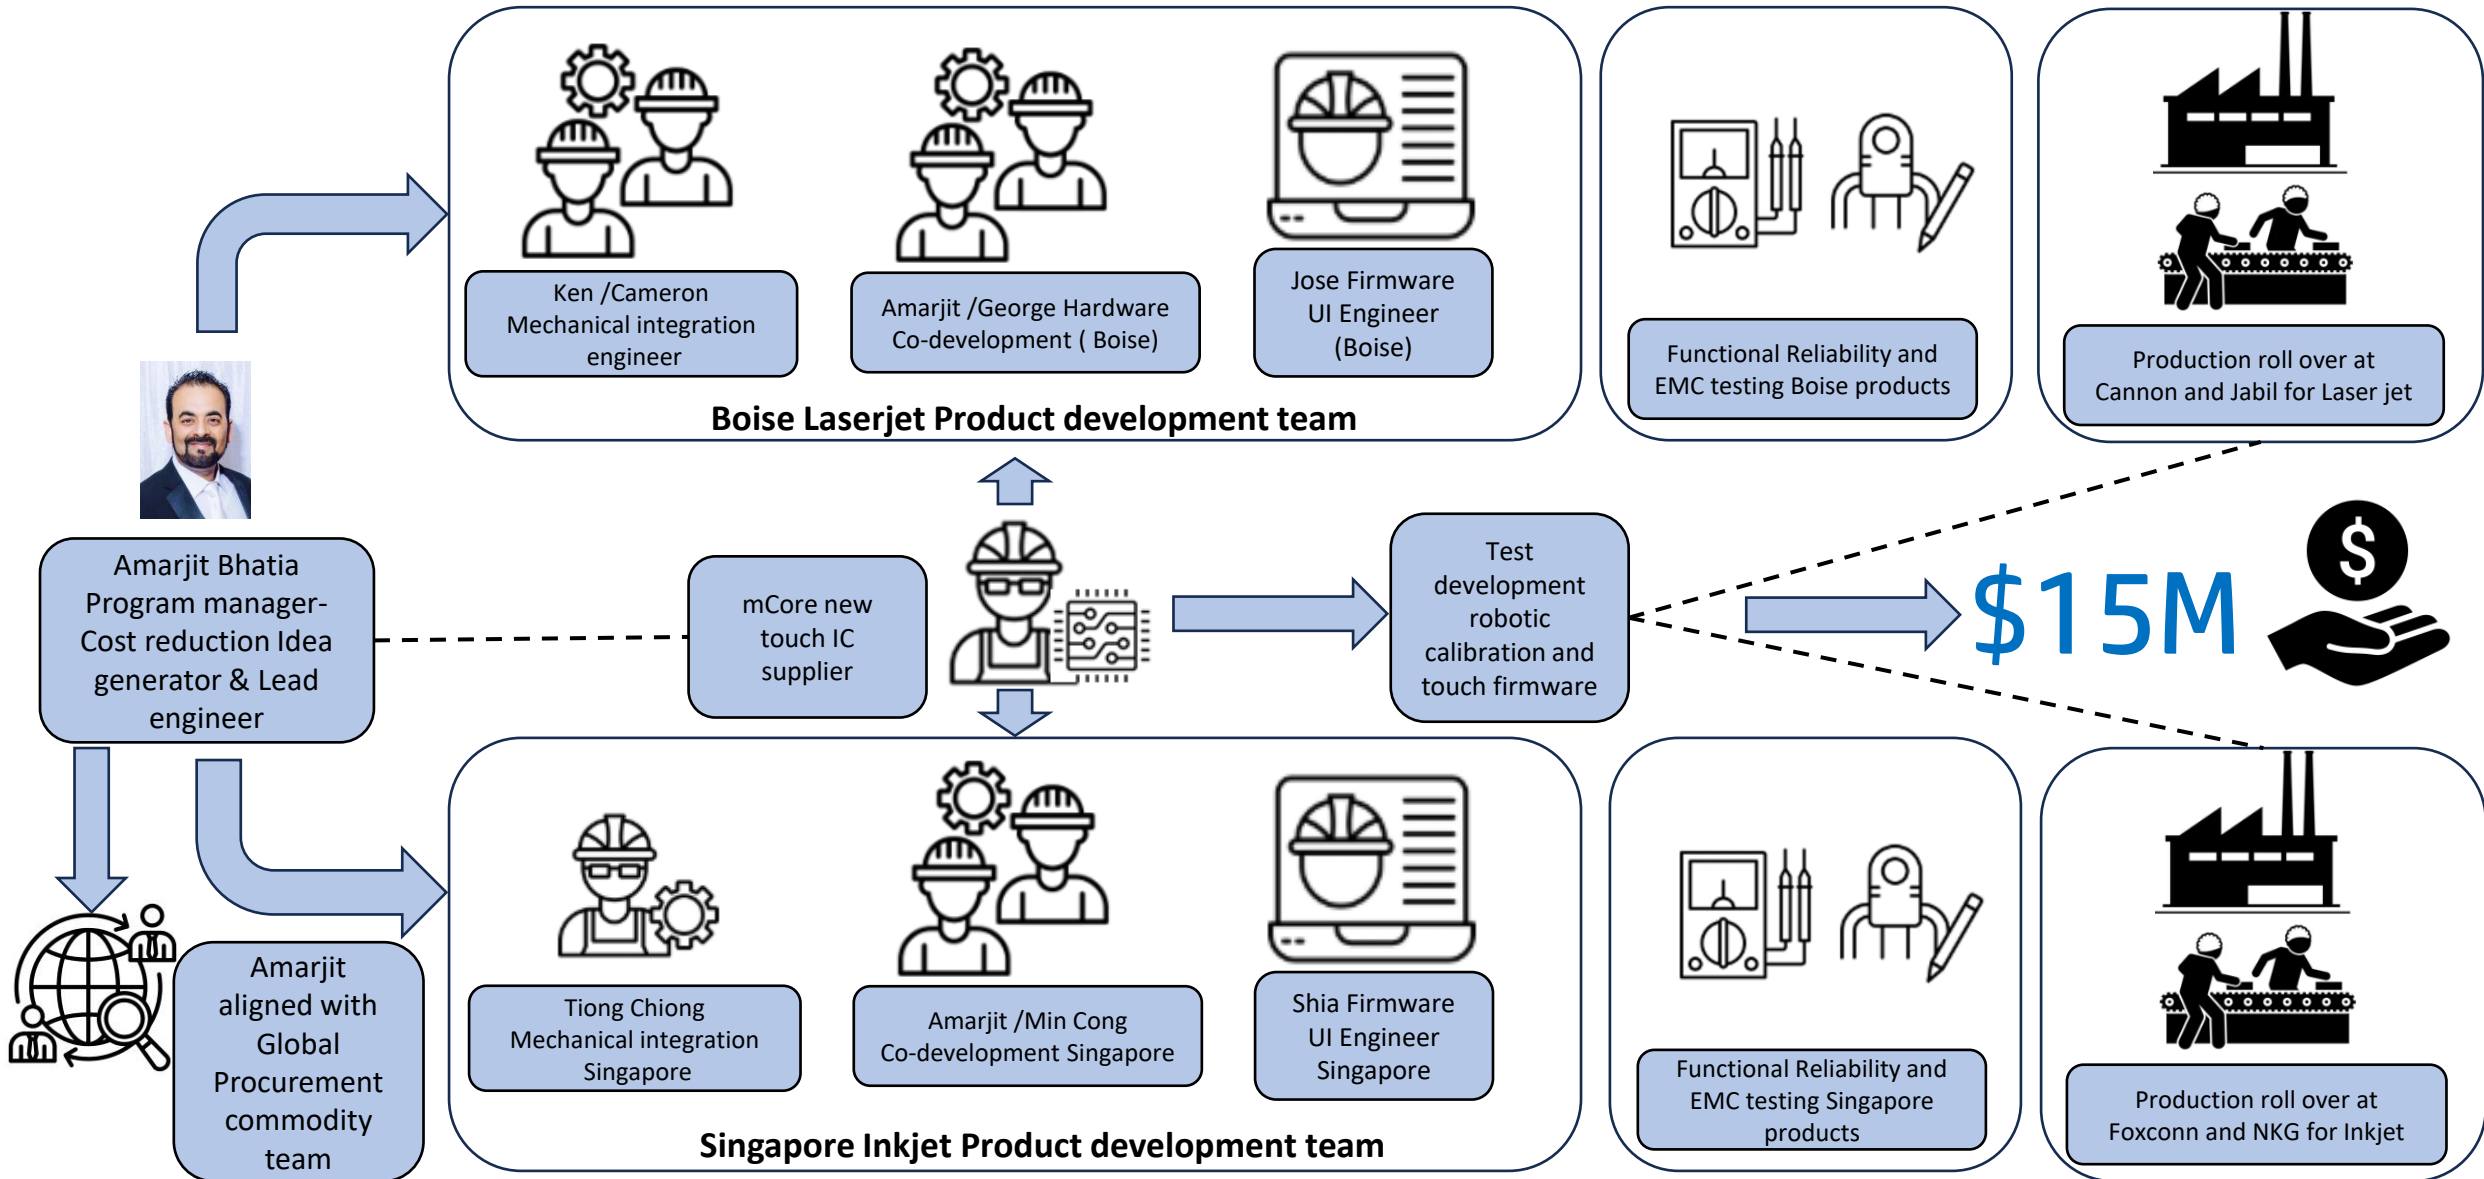 Ken /Cameron
Mechanical integration
engineer
Amarjit /George Hardware
Co-development ( Boise)
Jose Firmware
UI Engineer
(Boise)
Boise Laserjet Product development team
Functional Reliability and
EMC testing Boise products
Production roll over at
Cannon and Jabil for Laser jet
Amarjit Bhatia
Program manager-
Cost reduction Idea
generator & Lead
engineer
mCore new
touch IC
supplier
Test
development
robotic
calibration and
touch firmware
$15M
$
Amarjit
aligned with
Global
Procurement
commodity
team
Tiong Chiong
Mechanical integration
Singapore
Amarjit /Min Cong
Co-development Singapore
Shia Firmware
UI Engineer
Singapore
Singapore Inkjet Product development team
Functional Reliability and
EMC testing Singapore
products
Production roll over at
Foxconn and NKG for Inkjet